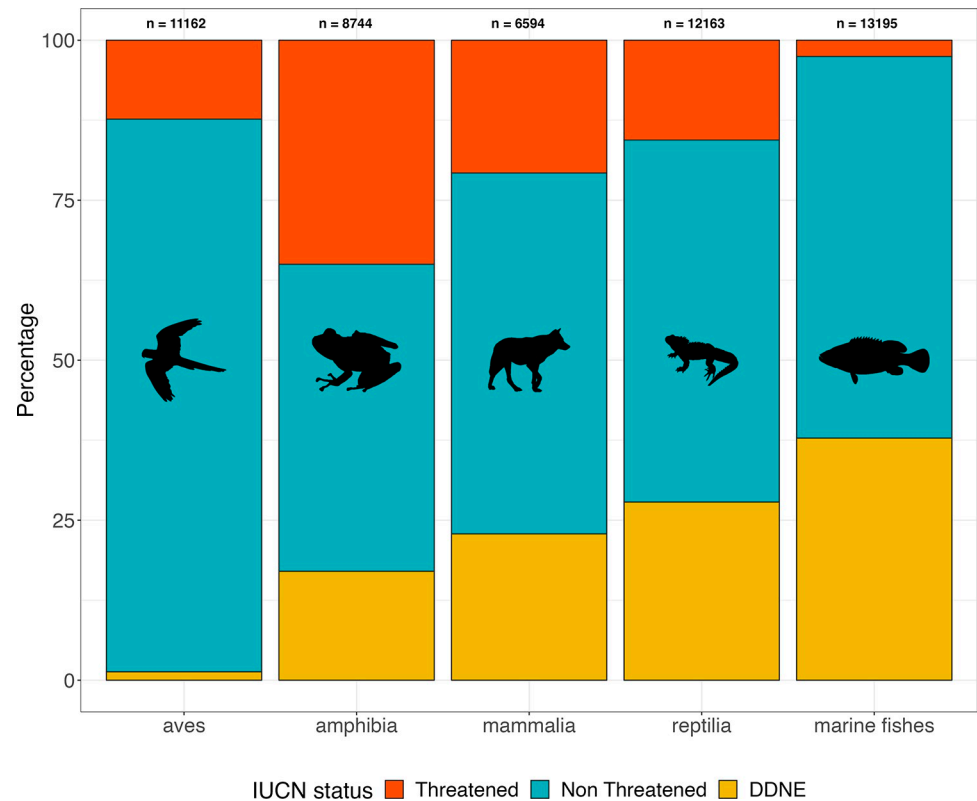 n = 11162 n = 8744 n = 6594 n = 12163 n = 13195
100
75
50
25
0
Percentage
aves amphibia mammalia reptilia marine fishes
IUCN status Threatened Non Threatened DDNE